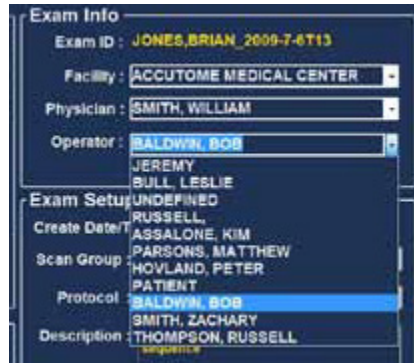 Exam Info
Exam ID : JONES,BRIAN_2009-7-6T13
Facility : ACCUTOME MEDICAL CENTER
Physician : SMITH, WILLIAM
Operator : BALDWIN, BOB
JEREMY
BULL, LESLIE
Exam Setup UNDEFINED
RUSSELL,
Create Date/T ASSALONE, KIM
PARSONS, MATTHEW
Scan Group : HOVLAND, PETER
PATIENT
Protocol BALDWIN, BOB
SMITH, ZACHARY
Description : THOMPSON, RUSSELL
sequence